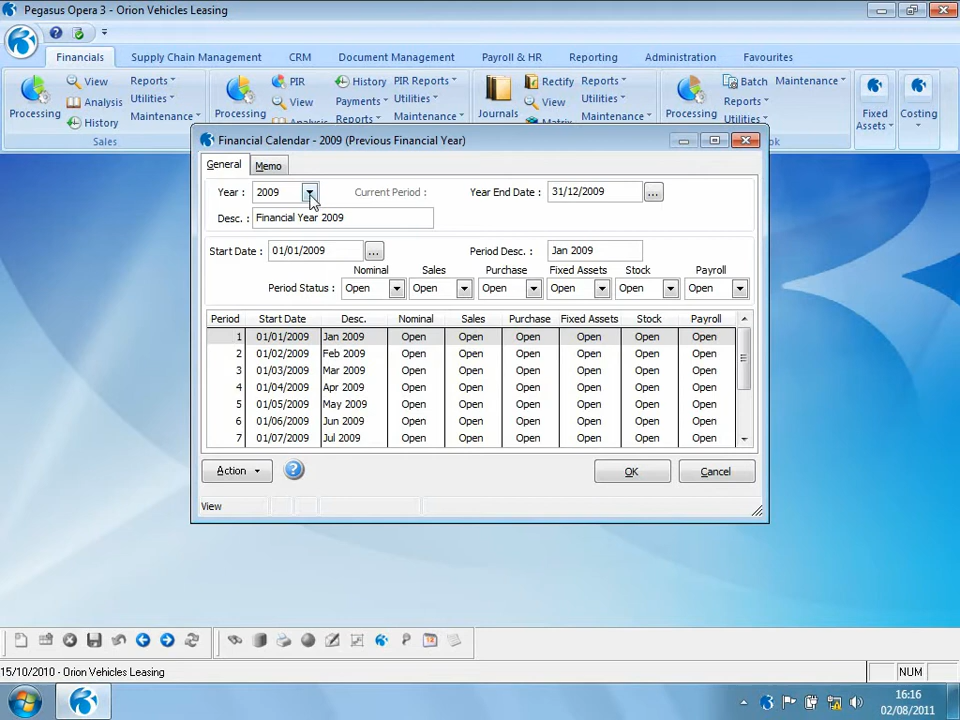 Pegasus Opera 3 - Orion Vehicles Leasing
Financials Supply Chain Management CRM Document Management Payroll & HR Reporting Administration Favourites
View Reports PIR History PIR Reports Rectify Reports Batch Maintenance
Analysis Utilities View Payments Utilities View Utilities Reports
Processing History Maintenance Processing Reports Maintenance Journals Matrix Maintenance Processing Utilities Fixed Assets Costing
Sales
Financial Calendar - 2009 (Previous Financial Year)
General Memo
Year : 2009 Current Period : Year End Date : 31/12/2009 ...
Desc. : Financial Year 2009
Start Date : 01/01/2009 ... Period Desc. : Jan 2009
Nominal Sales Purchase Fixed Assets Stock Payroll
Period Status : Open Open Open Open Open Open
Period Start Date Desc. Nominal Sales Purchase Fixed Assets Stock Payroll
1 01/01/2009 Jan 2009 Open Open Open Open Open Open
2 01/02/2009 Feb 2009 Open Open Open Open Open Open
3 01/03/2009 Mar 2009 Open Open Open Open Open Open
4 01/04/2009 Apr 2009 Open Open Open Open Open Open
5 01/05/2009 May 2009 Open Open Open Open Open Open
6 01/06/2009 Jun 2009 Open Open Open Open Open Open
7 01/07/2009 Jul 2009 Open Open Open Open Open Open
Action OK Cancel
View
15/10/2010 - Orion Vehicles Leasing NUM
16:16
02/08/2011